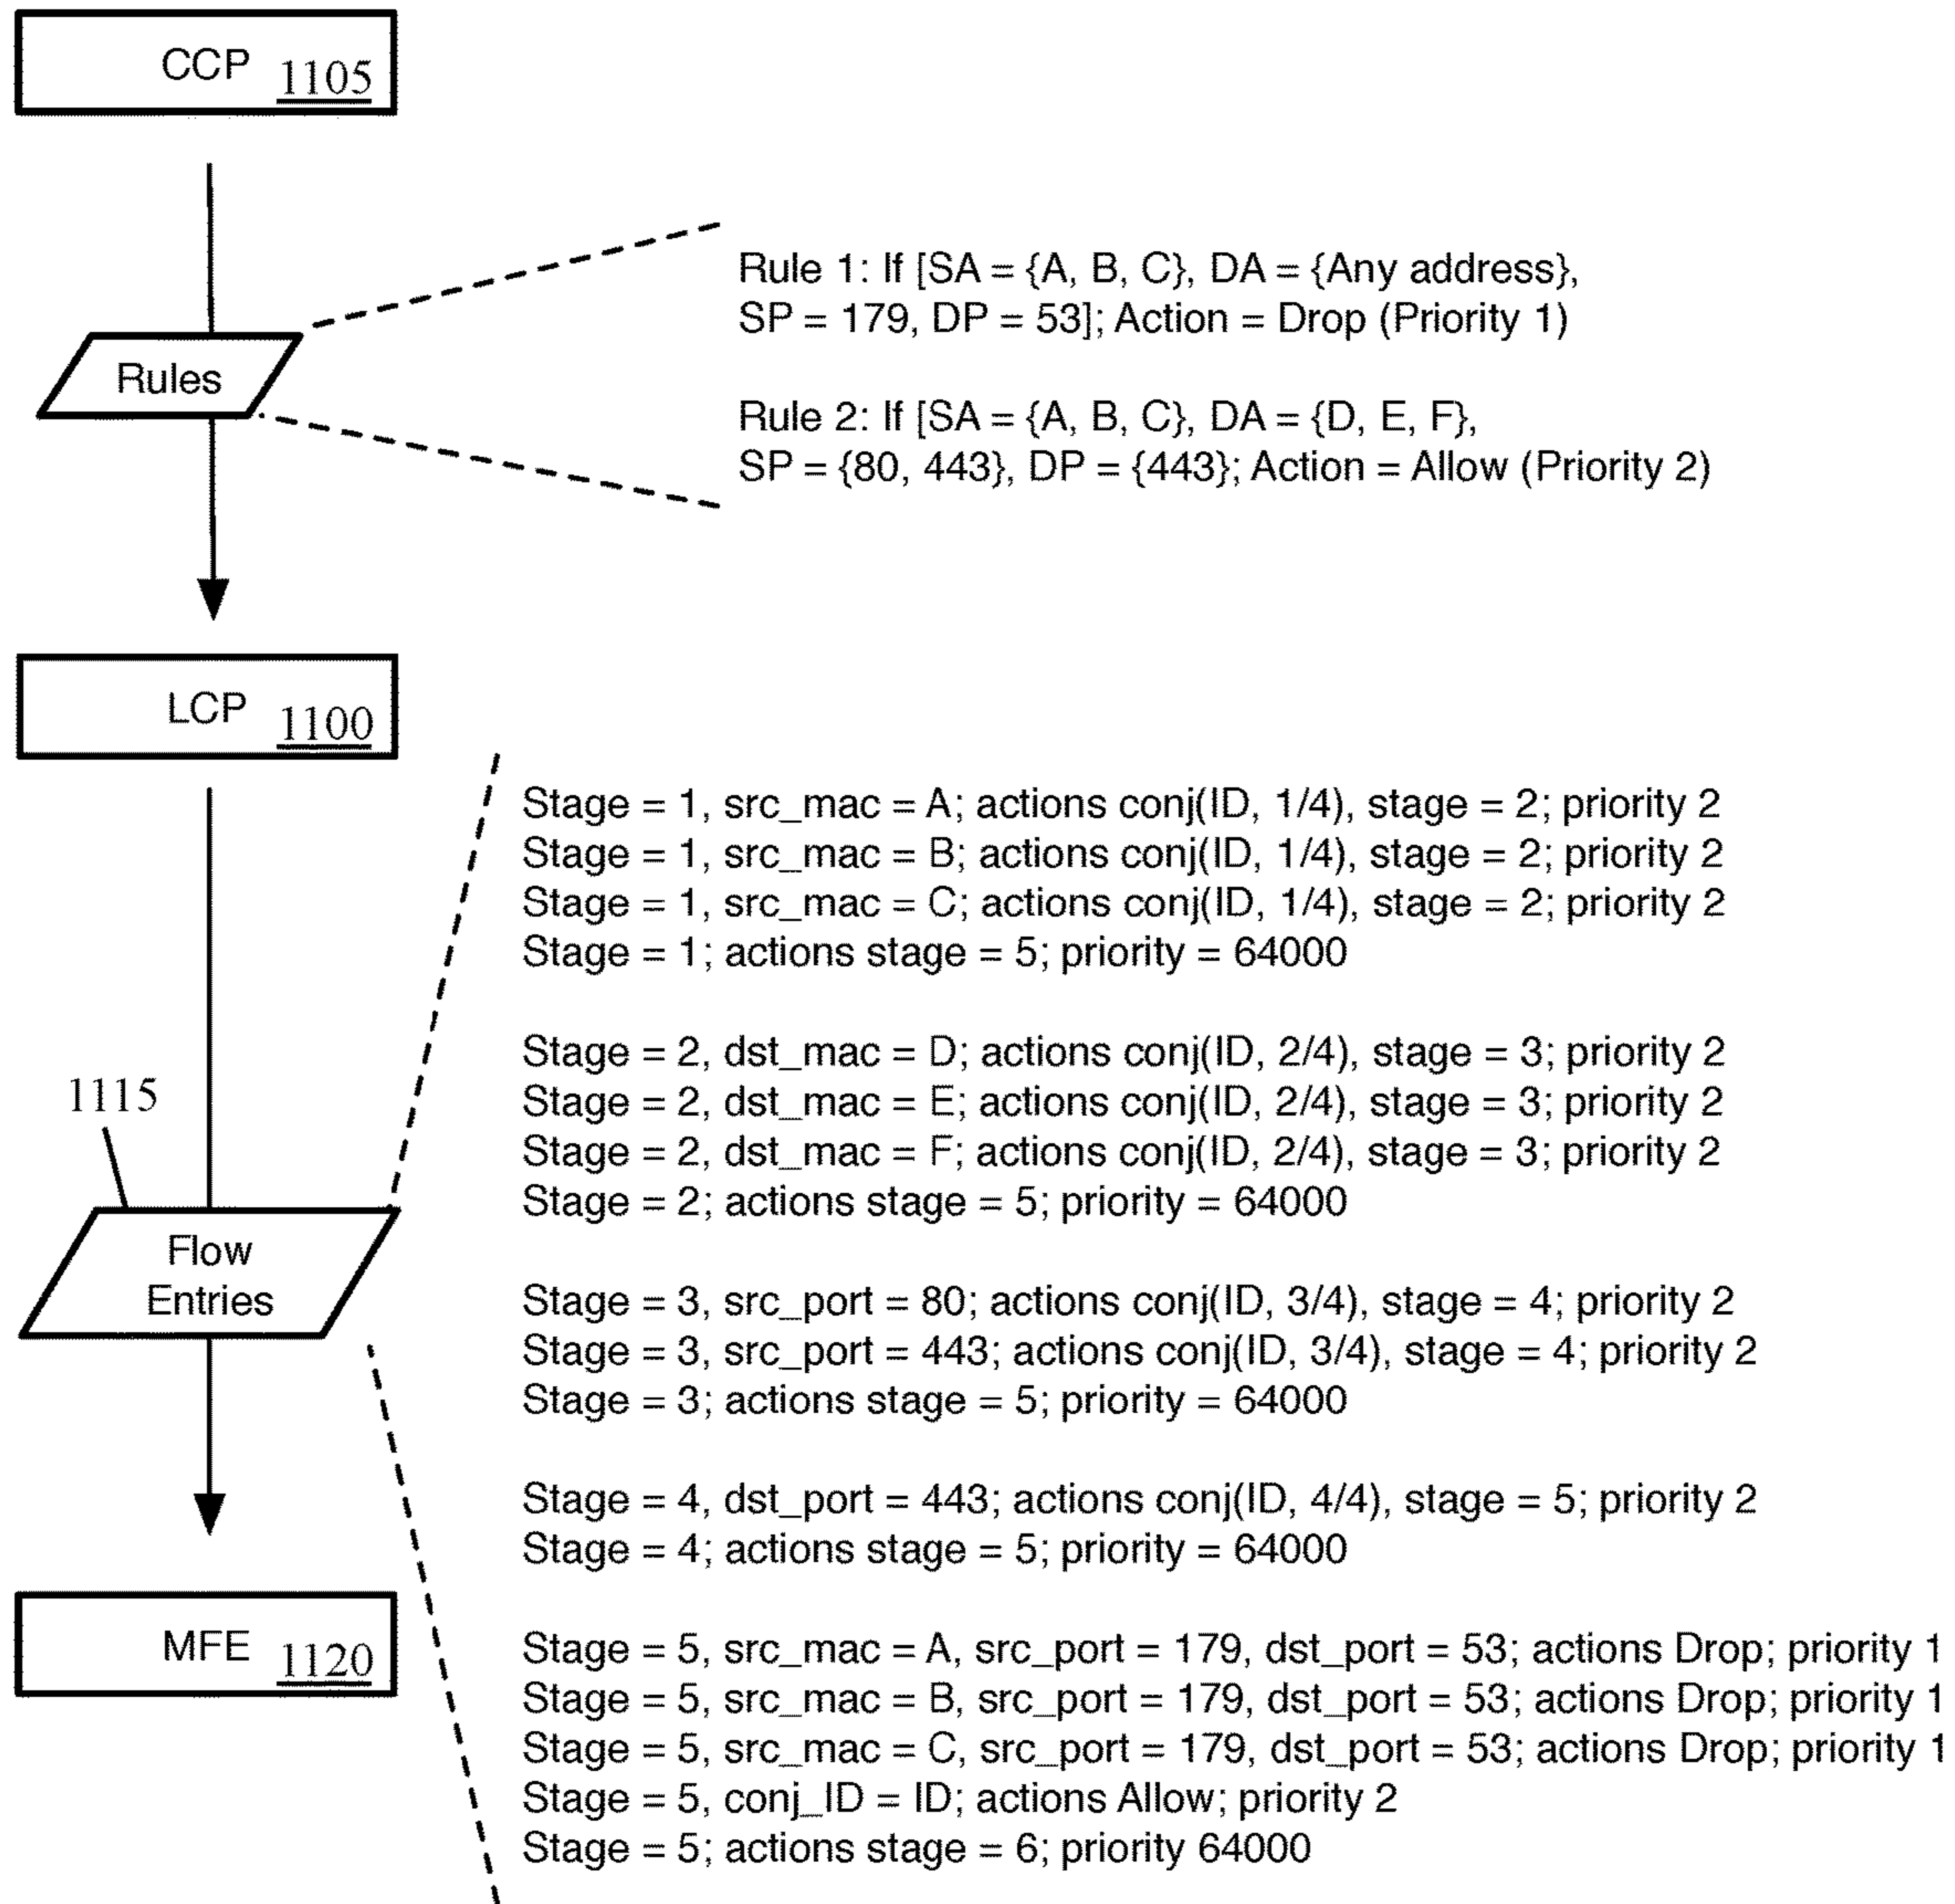 CCP 1105
Rules
Rule 1: If [SA = {A, B, C}, DA = {Any address},
SP = 179, DP = 53]; Action = Drop (Priority 1)
Rule 2: If [SA = {A, B, C}, DA = {D, E, F},
SP = {80, 443}, DP = {443}; Action = Allow (Priority 2)
LCP 1100
Stage = 1, src_mac = A; actions conj(ID, 1/4), stage = 2; priority 2
Stage = 1, src_mac = B; actions conj(ID, 1/4), stage = 2; priority 2
Stage = 1, src_mac = C; actions conj(ID, 1/4), stage = 2; priority 2
Stage = 1; actions stage = 5; priority = 64000
Stage = 2, dst_mac = D; actions conj(ID, 2/4), stage = 3; priority 2
Stage = 2, dst_mac = E; actions conj(ID, 2/4), stage = 3; priority 2
Stage = 2, dst_mac = F; actions conj(ID, 2/4), stage = 3; priority 2
Stage = 2; actions stage = 5; priority = 64000
1115
Flow
Entries
Stage = 3, src_port = 80; actions conj(ID, 3/4), stage = 4; priority 2
Stage = 3, src_port = 443; actions conj(ID, 3/4), stage = 4; priority 2
Stage = 3; actions stage = 5; priority = 64000
Stage = 4, dst_port = 443; actions conj(ID, 4/4), stage = 5; priority 2
Stage = 4; actions stage = 5; priority = 64000
MFE 1120
Stage = 5, src_mac = A, src_port = 179, dst_port = 53; actions Drop; priority 1
Stage = 5, src_mac = B, src_port = 179, dst_port = 53; actions Drop; priority 1
Stage = 5, src_mac = C, src_port = 179, dst_port = 53; actions Drop; priority 1
Stage = 5, conj_ID = ID; actions Allow; priority 2
Stage = 5; actions stage = 6; priority 64000